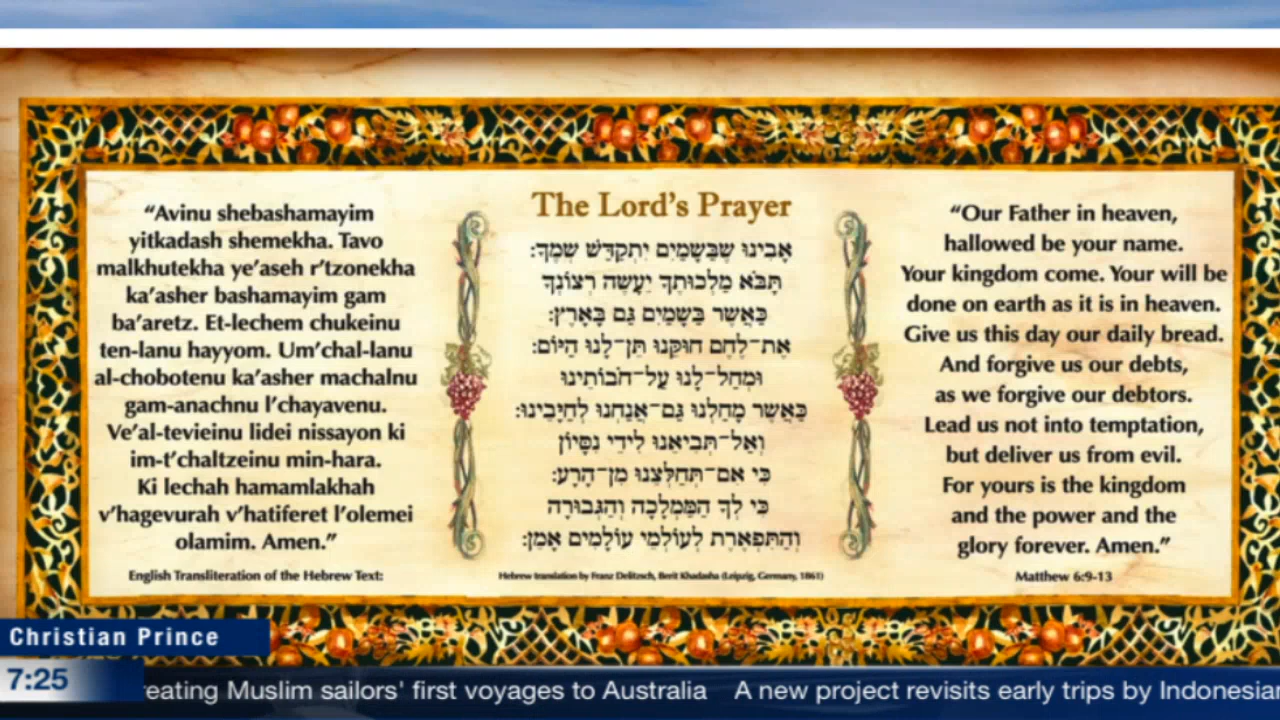 The Lord's Prayer
"Avinu shebashamayim
yitkadash shemekha. Tavo
malkhutekha ye'aseh r'tzonekha
ka'asher bashamayim gam
ba'aretz. Et-lechem chukeinu
ten-lanu hayyom. Um'chal-lanu
al-chobotenu ka'asher machalnu
gam-anachnu l'chayavenu.
Ve'al-tevieinu lidei nissayon ki
im-t'chaltzeinu min-hara.
Ki lechah hamamlakhah
v'hagevurah v'hatiferet l'olemei
olamim. Amen."
English Transliteration of the Hebrew Text:
אָבִינוּ שֶׁבַּשָּׁמַיִם יִתְקַדֵּשׁ שְׁמֶךָ:
תָּבֹא מַלְכוּתְךָ יֵעָשֶׂה רְצוֹנְךָ
כַּאֲשֶׁר בַּשָּׁמַיִם גַּם בָּאָרֶץ:
אֶת־לֶחֶם חוּקֵּנוּ תֵּן־לָנוּ הַיּוֹם:
וּמְחַל־לָנוּ עַל־חֹבוֹתֵינוּ
כַּאֲשֶׁר מָחַלְנוּ גַּם־אֲנַחְנוּ לְחַיָּבֵינוּ:
וְאַל־תְּבִיאֵנוּ לִידֵי נִסָּיוֹן
כִּי אִם־תְּחַלְּצֵנוּ מִן־הָרָע:
כִּי לְךָ הַמַּמְלָכָה וְהַגְּבוּרָה
וְהַתִּפְאֶרֶת לְעוֹלְמֵי עוֹלָמִים אָמֵן:
Hebrew translation by Franz Delitzsch, Berit Khadasha (Leipzig, Germany, 1861)
"Our Father in heaven,
hallowed be your name.
Your kingdom come. Your will be
done on earth as it is in heaven.
Give us this day our daily bread.
And forgive us our debts,
as we forgive our debtors.
Lead us not into temptation,
but deliver us from evil.
For yours is the kingdom
and the power and the
glory forever. Amen."
Matthew 6:9-13
Christian Prince
7:25
reating Muslim sailors' first voyages to Australia A new project revisits early trips by Indonesian